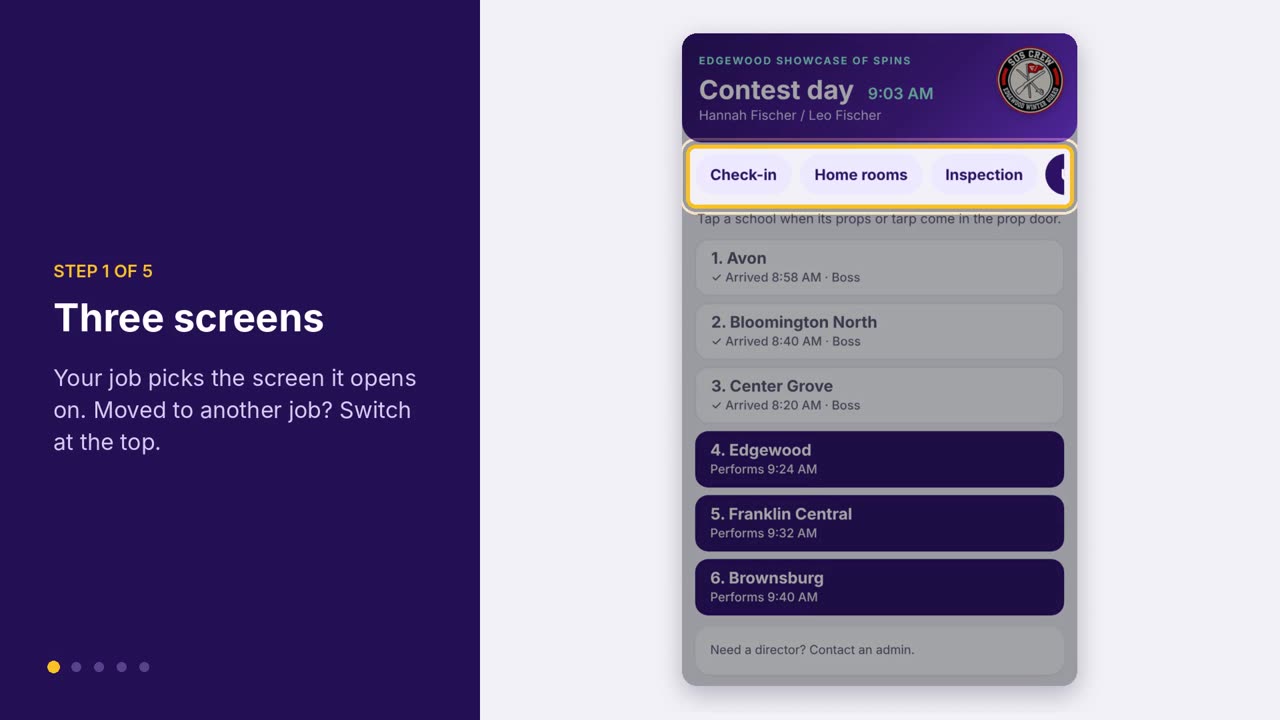 STEP 1 OF 5
Three screens
Your job picks the screen it opens
on. Moved to another job? Switch
at the top.
EDGEWOOD SHOWCASE OF SPINS
Contest day 9:03 AM
Hannah Fischer / Leo Fischer
SOS CREW
EDGEWOOD WINTER GUARD
Check-in Home rooms Inspection
Tap a school when its props or tarp come in the prop door.
1. Avon
✓ Arrived 8:58 AM · Boss
2. Bloomington North
✓ Arrived 8:40 AM · Boss
3. Center Grove
✓ Arrived 8:20 AM · Boss
4. Edgewood
Performs 9:24 AM
5. Franklin Central
Performs 9:32 AM
6. Brownsburg
Performs 9:40 AM
Need a director? Contact an admin.